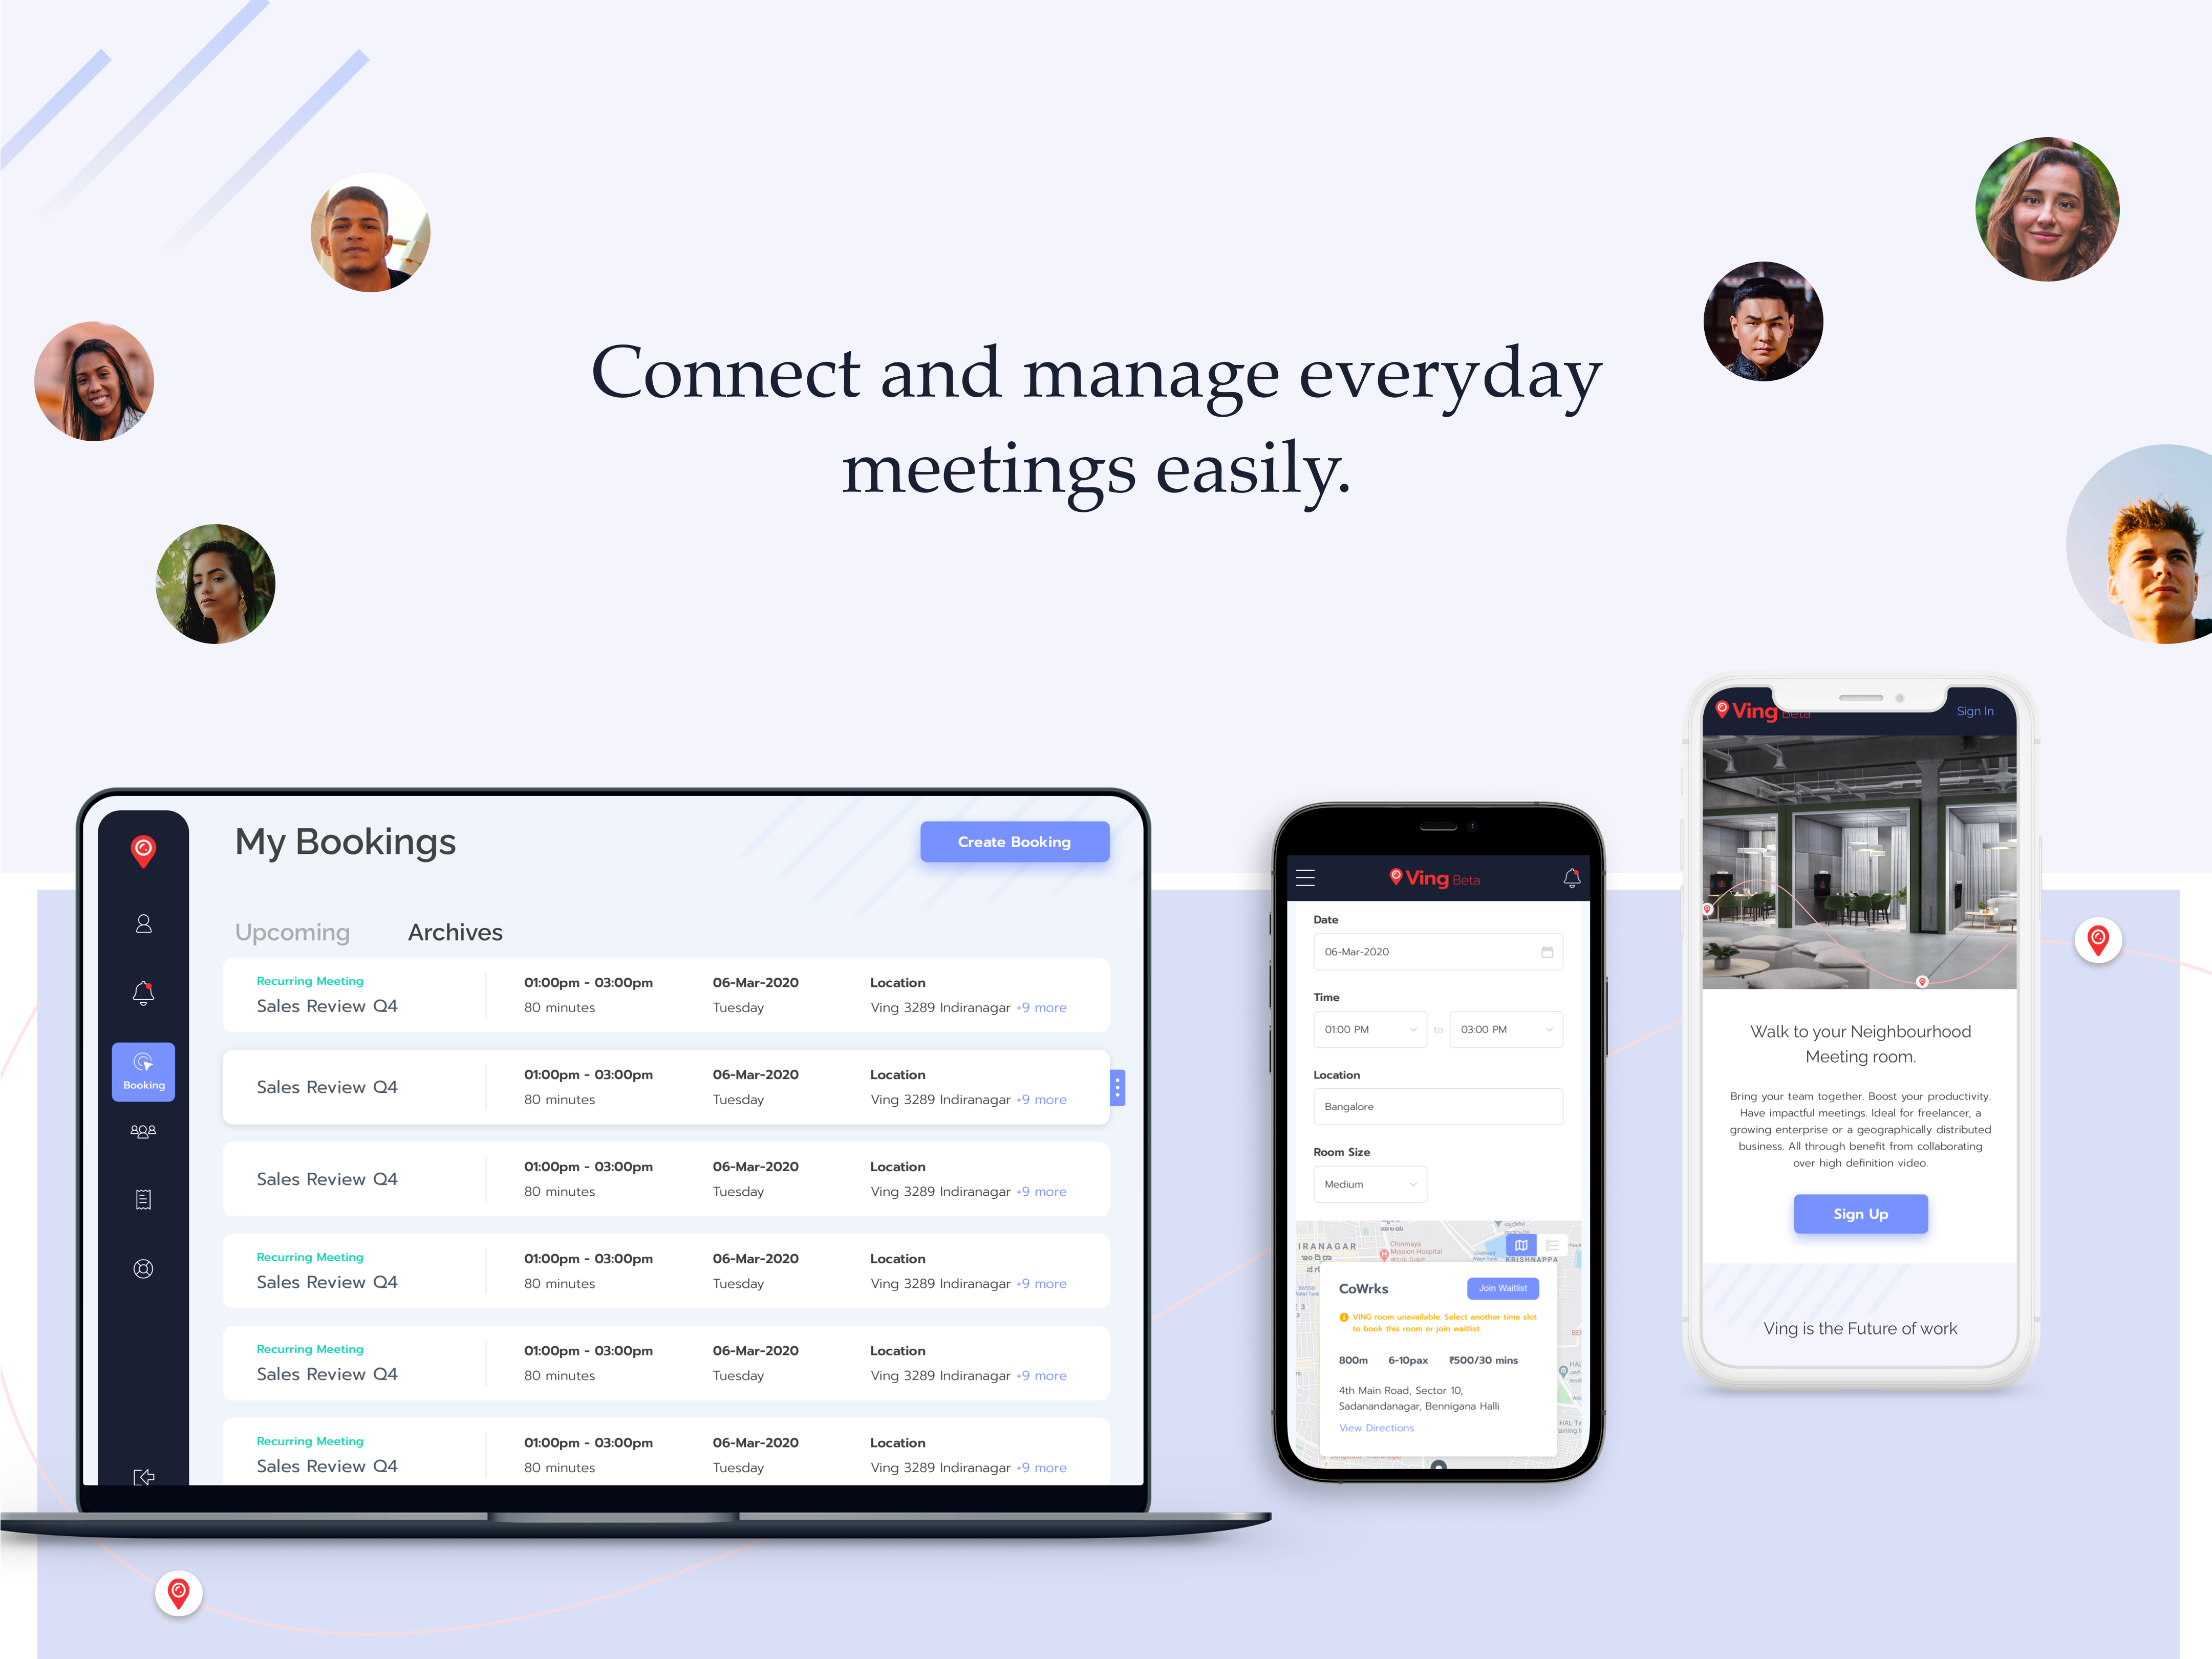 Connect and manage everyday
meetings easily.
My Bookings
Create Booking
Upcoming
Archives
Booking
Recurring Meeting
Sales Review Q4
01:00pm - 03:00pm
80 minutes
06-Mar-2020
Tuesday
Location
Ving 3289 Indiranagar +9 more
Sales Review Q4
01:00pm - 03:00pm
80 minutes
06-Mar-2020
Tuesday
Location
Ving 3289 Indiranagar +9 more
Sales Review Q4
01:00pm - 03:00pm
80 minutes
06-Mar-2020
Tuesday
Location
Ving 3289 Indiranagar +9 more
Recurring Meeting
Sales Review Q4
01:00pm - 03:00pm
80 minutes
06-Mar-2020
Tuesday
Location
Ving 3289 Indiranagar +9 more
Recurring Meeting
Sales Review Q4
01:00pm - 03:00pm
80 minutes
06-Mar-2020
Tuesday
Location
Ving 3289 Indiranagar +9 more
Recurring Meeting
Sales Review Q4
01:00pm - 03:00pm
80 minutes
06-Mar-2020
Tuesday
Location
Ving 3289 Indiranagar +9 more
Ving Beta
Date
06-Mar-2020
Time
01:00 PM
to
03:00 PM
Location
Bangalore
Room Size
Medium
IRANAGAR
Chinmaya
Mission Hospital
KRISHNAPPA
CoWrks
Join Waitlist
VING room unavailable. Select another time slot
to book this room or join waitlist.
800m
6-10pax
₹500/30 mins
4th Main Road, Sector 10,
Sadanandanagar, Bennigana Halli
View Directions
Ving Beta
Sign In
Walk to your Neighbourhood
Meeting room.
Bring your team together. Boost your productivity.
Have impactful meetings. Ideal for freelancer, a
growing enterprise or a geographically distributed
business. All through benefit from collaborating
over high definition video.
Sign Up
Ving is the Future of work